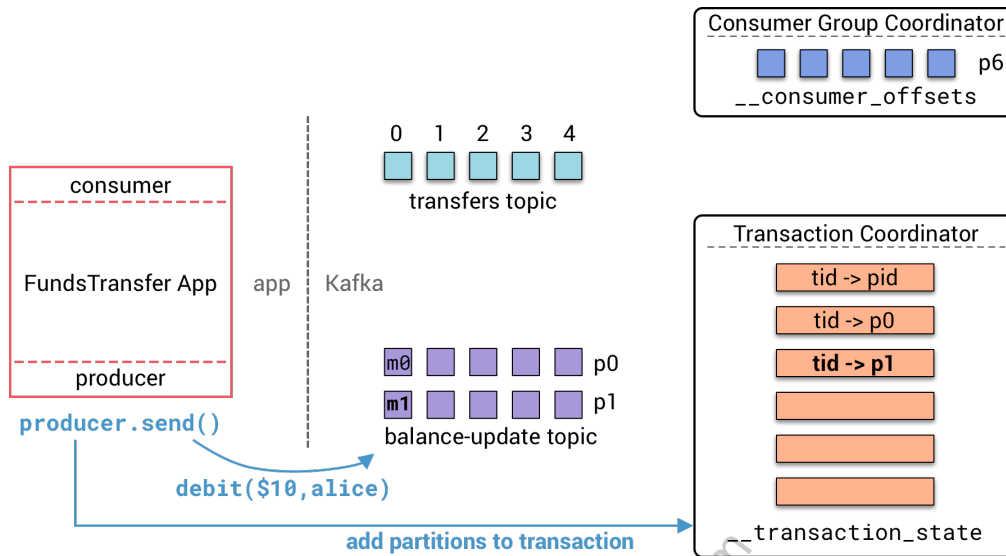 Consumer Group Coordinator
p6
__consumer_offsets
0 1 2 3 4
transfers topic
consumer
FundsTransfer App
producer
app
Kafka
Transaction Coordinator
tid -> pid
tid -> p0
tid -> p1
__transaction_state
m0
p0
m1
p1
balance-update topic
producer.send()
debit($10,alice)
add partitions to transaction
m